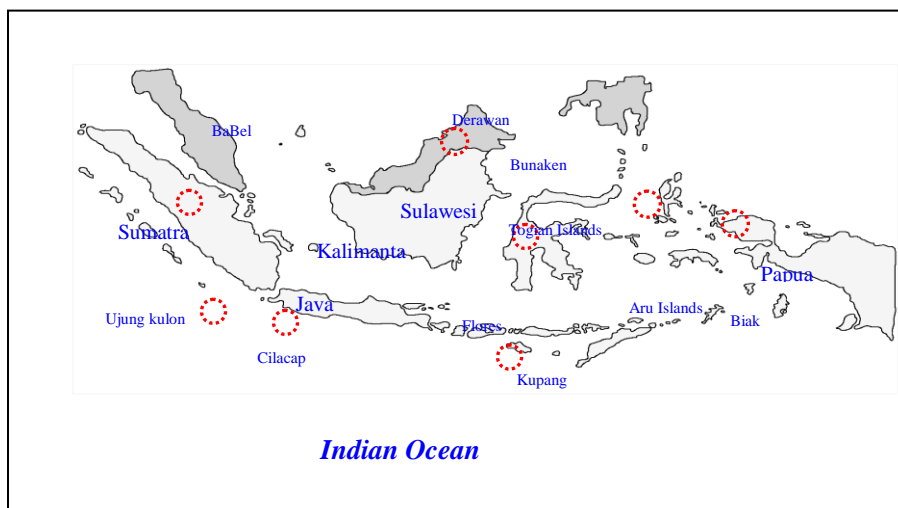 Derawan
BaBel
Bunaken
Sulawesi
Sumatra
Togian Islands
Kalimanta
Papua
Java
Aru Islands
Ujung kulon
Flores
Biak
Cilacap
Kupang
Indian Ocean